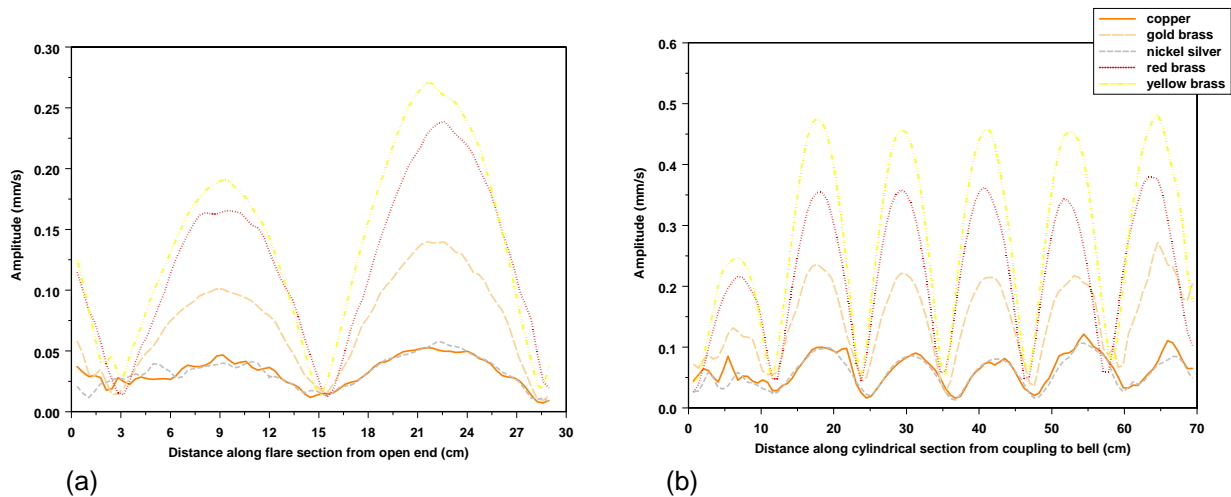 copper
gold brass
nickel silver
red brass
yellow brass
0.30
0.25
0.20
0.15
0.10
0.05
0.00
Amplitude (mm/s)
0 3 6 9 12 15 18 21 24 27 30
Distance along flare section from open end (cm)
(a)
0.6
0.5
0.4
0.3
0.2
0.1
0.0
Amplitude (mm/s)
0 10 20 30 40 50 60 70
Distance along cylindrical section from coupling to bell (cm)
(b)